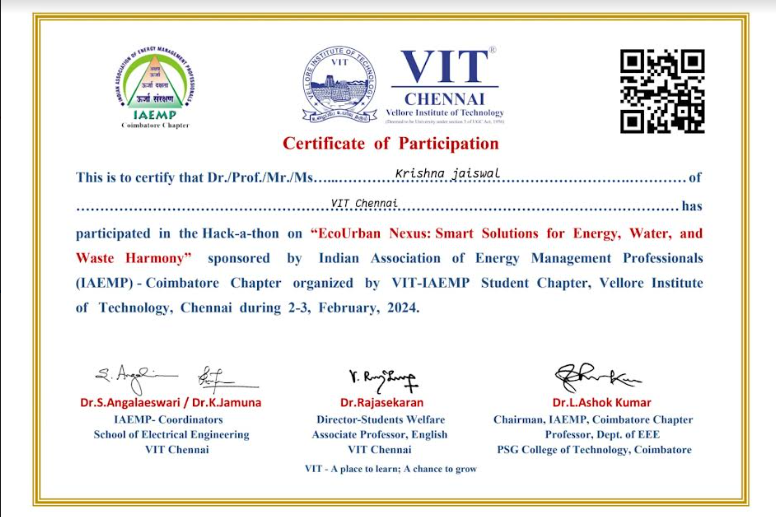 INDIAN ASSOCIATION OF ENERGY MANAGEMENT PROFESSIONALS
ऊर्जा संरक्षण
IAEMP
Coimbatore Chapter
VELLORE INSTITUTE OF TECHNOLOGY
VIT
VIT®
CHENNAI
Vellore Institute of Technology
(Deemed to be University under section 3 of UGC Act, 1956)
Certificate of Participation
This is to certify that Dr./Prof./Mr./Ms......Krishna jaiswal.............of
VIT Chennai has
participated in the Hack-a-thon on “EcoUrban Nexus: Smart Solutions for Energy, Water, and
Waste Harmony” sponsored by Indian Association of Energy Management Professionals
(IAEMP) - Coimbatore Chapter organized by VIT-IAEMP Student Chapter, Vellore Institute
of Technology, Chennai during 2-3, February, 2024.
Dr.S.Angalaeswari / Dr.K.Jamuna
IAEMP- Coordinators
School of Electrical Engineering
VIT Chennai
Dr.Rajasekaran
Director-Students Welfare
Associate Professor, English
VIT Chennai
Dr.L.Ashok Kumar
Chairman, IAEMP, Coimbatore Chapter
Professor, Dept. of EEE
PSG College of Technology, Coimbatore
VIT - A place to learn; A chance to grow